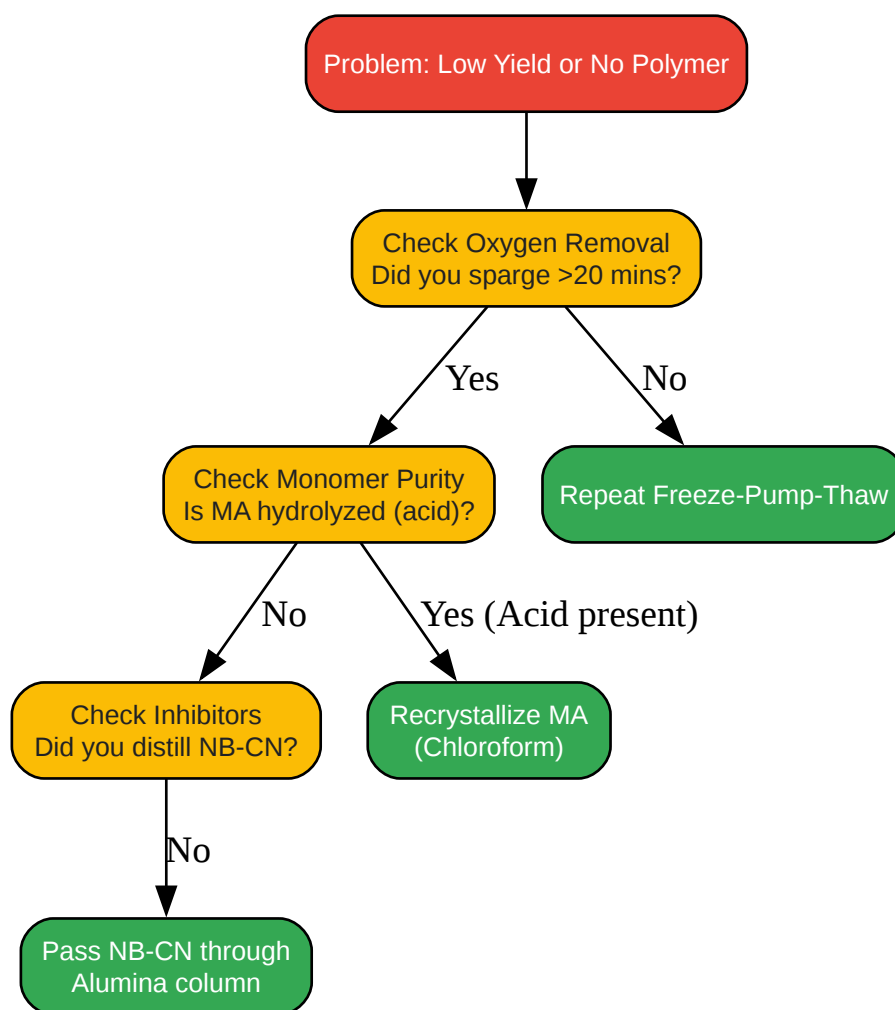 Problem: Low Yield or No Polymer
Check Oxygen Removal
Did you sparge >20 mins?
Yes
No
Check Monomer Purity
Is MA hydrolyzed (acid)?
Repeat Freeze-Pump-Thaw
No
Yes (Acid present)
Check Inhibitors
Did you distill NB-CN?
Recrystallize MA
(Chloroform)
No
Pass NB-CN through
Alumina column